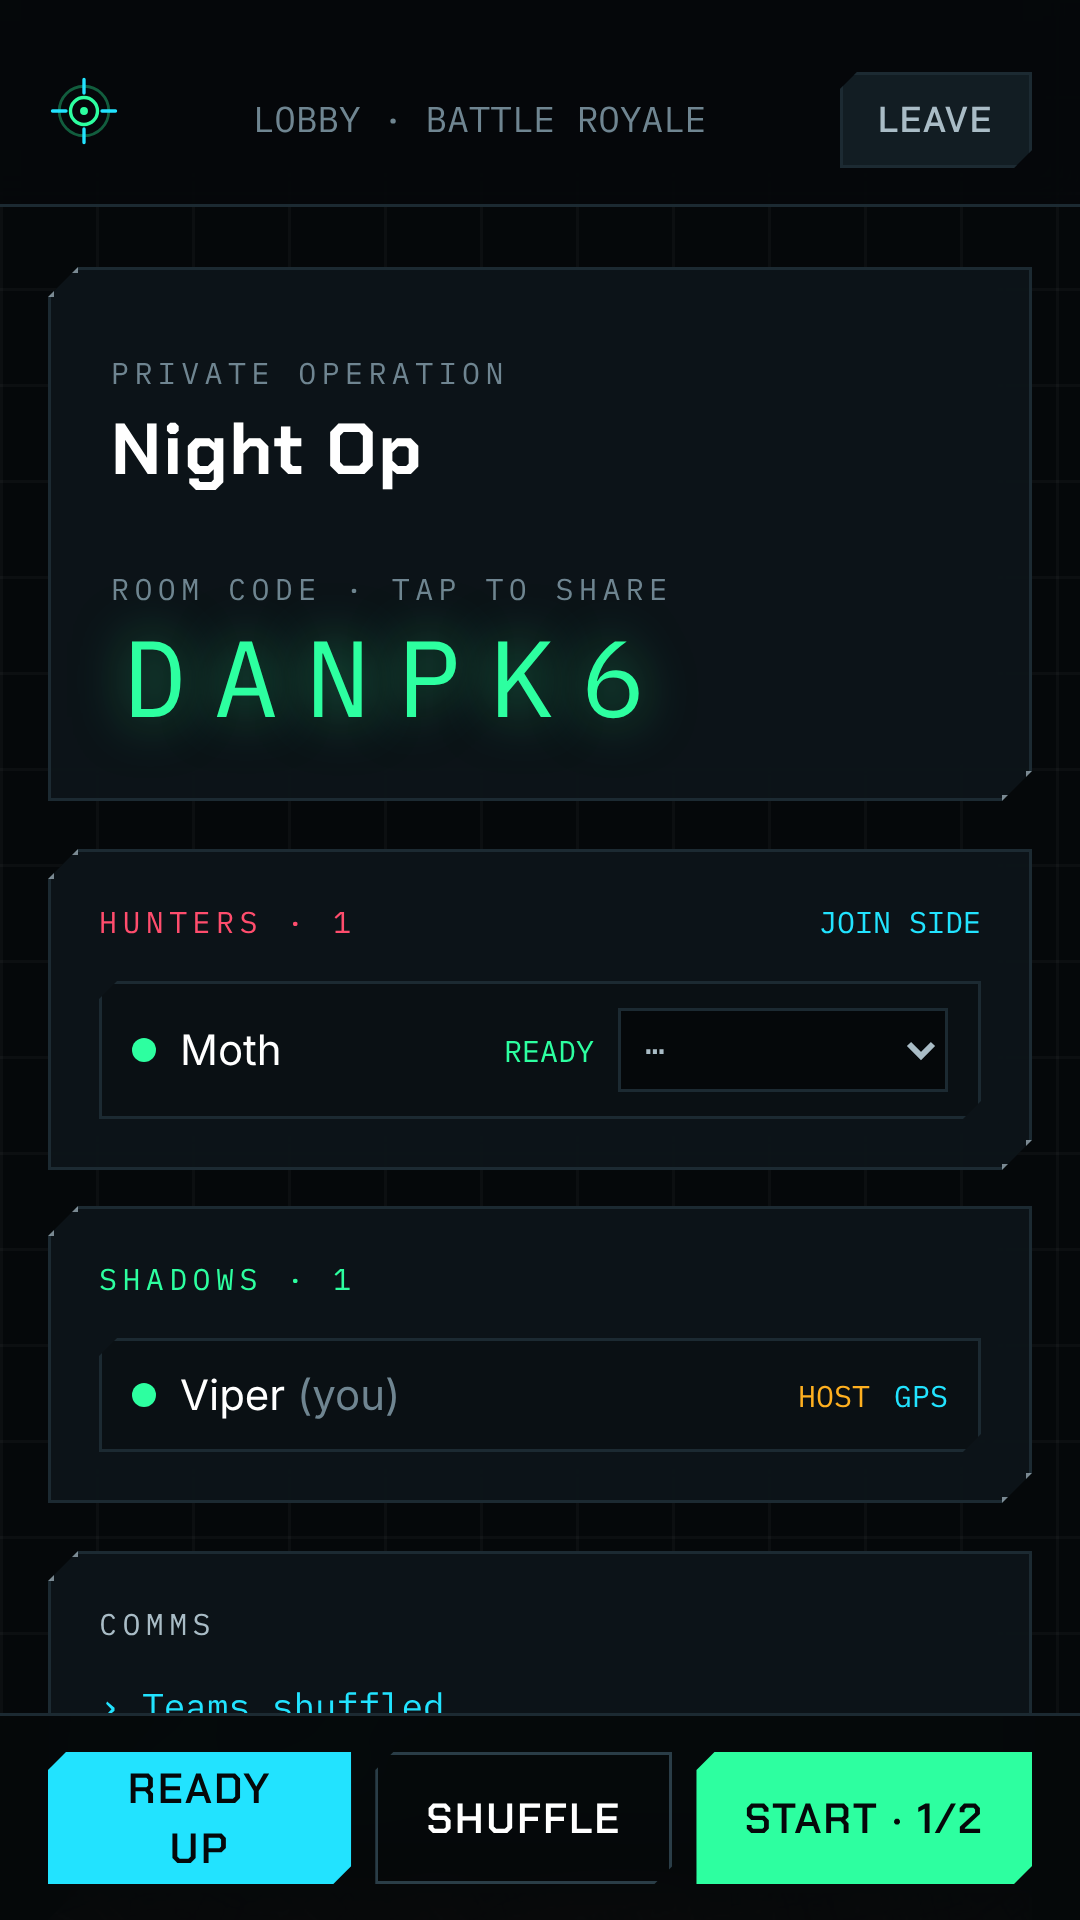 LOBBY · BATTLE ROYALE
LEAVE
PRIVATE OPERATION
Night Op
ROOM CODE · TAP TO SHARE
DANPK6
HUNTERS · 1
JOIN SIDE
Moth
READY
…
SHADOWS · 1
Viper (you)
HOST GPS
COMMS
› Teams shuffled
READY
UP
SHUFFLE
START · 1/2